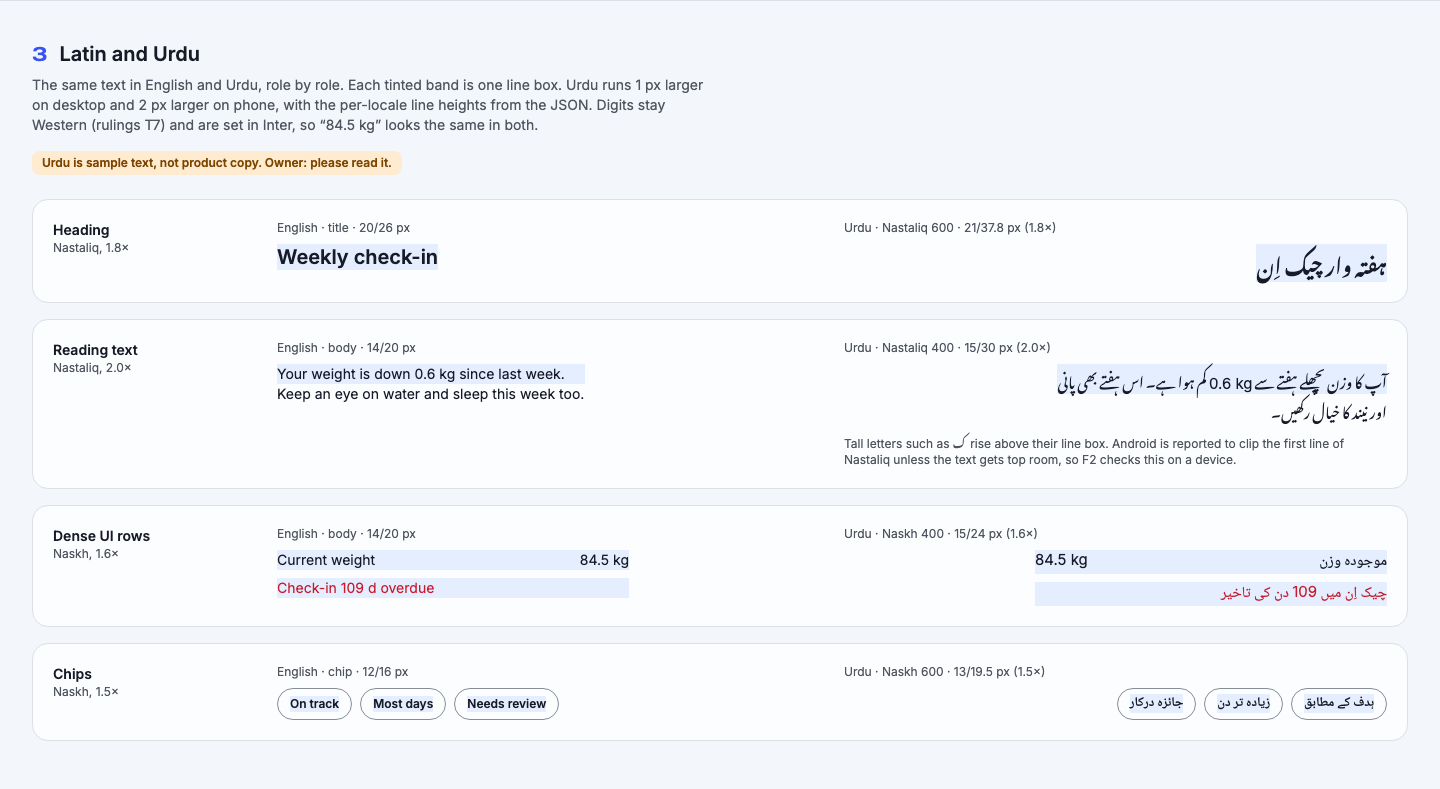 3 Latin and Urdu
The same text in English and Urdu, role by role. Each tinted band is one line box. Urdu runs 1 px larger
on desktop and 2 px larger on phone, with the per-locale line heights from the JSON. Digits stay
Western (rulings T7) and are set in Inter, so “84.5 kg” looks the same in both.
Urdu is sample text, not product copy. Owner: please read it.
Heading
Nastaliq, 1.8×
English · title · 20/26 px
Weekly check-in
Urdu · Nastaliq 600 · 21/37.8 px (1.8×)
ہفتہ وار چیک اِن
Reading text
Nastaliq, 2.0×
English · body · 14/20 px
Your weight is down 0.6 kg since last week.
Keep an eye on water and sleep this week too.
Urdu · Nastaliq 400 · 15/30 px (2.0×)
آپ کا وزن پچھلے ہفتے سے 0.6 kg کم ہوا ہے۔ اس ہفتے بھی پانی
اور نیند کا خیال رکھیں۔
Tall letters such as ک rise above their line box. Android is reported to clip the first line of
Nastaliq unless the text gets top room, so F2 checks this on a device.
Dense UI rows
Naskh, 1.6×
English · body · 14/20 px
Current weight 84.5 kg
Check-in 109 d overdue
Urdu · Naskh 400 · 15/24 px (1.6×)
موجودہ وزن 84.5 kg
چیک اِن میں 109 دن کی تاخیر
Chips
Naskh, 1.5×
English · chip · 12/16 px
On track Most days Needs review
Urdu · Naskh 600 · 13/19.5 px (1.5×)
ہدف کے مطابق زیادہ تر دن جائزہ درکار